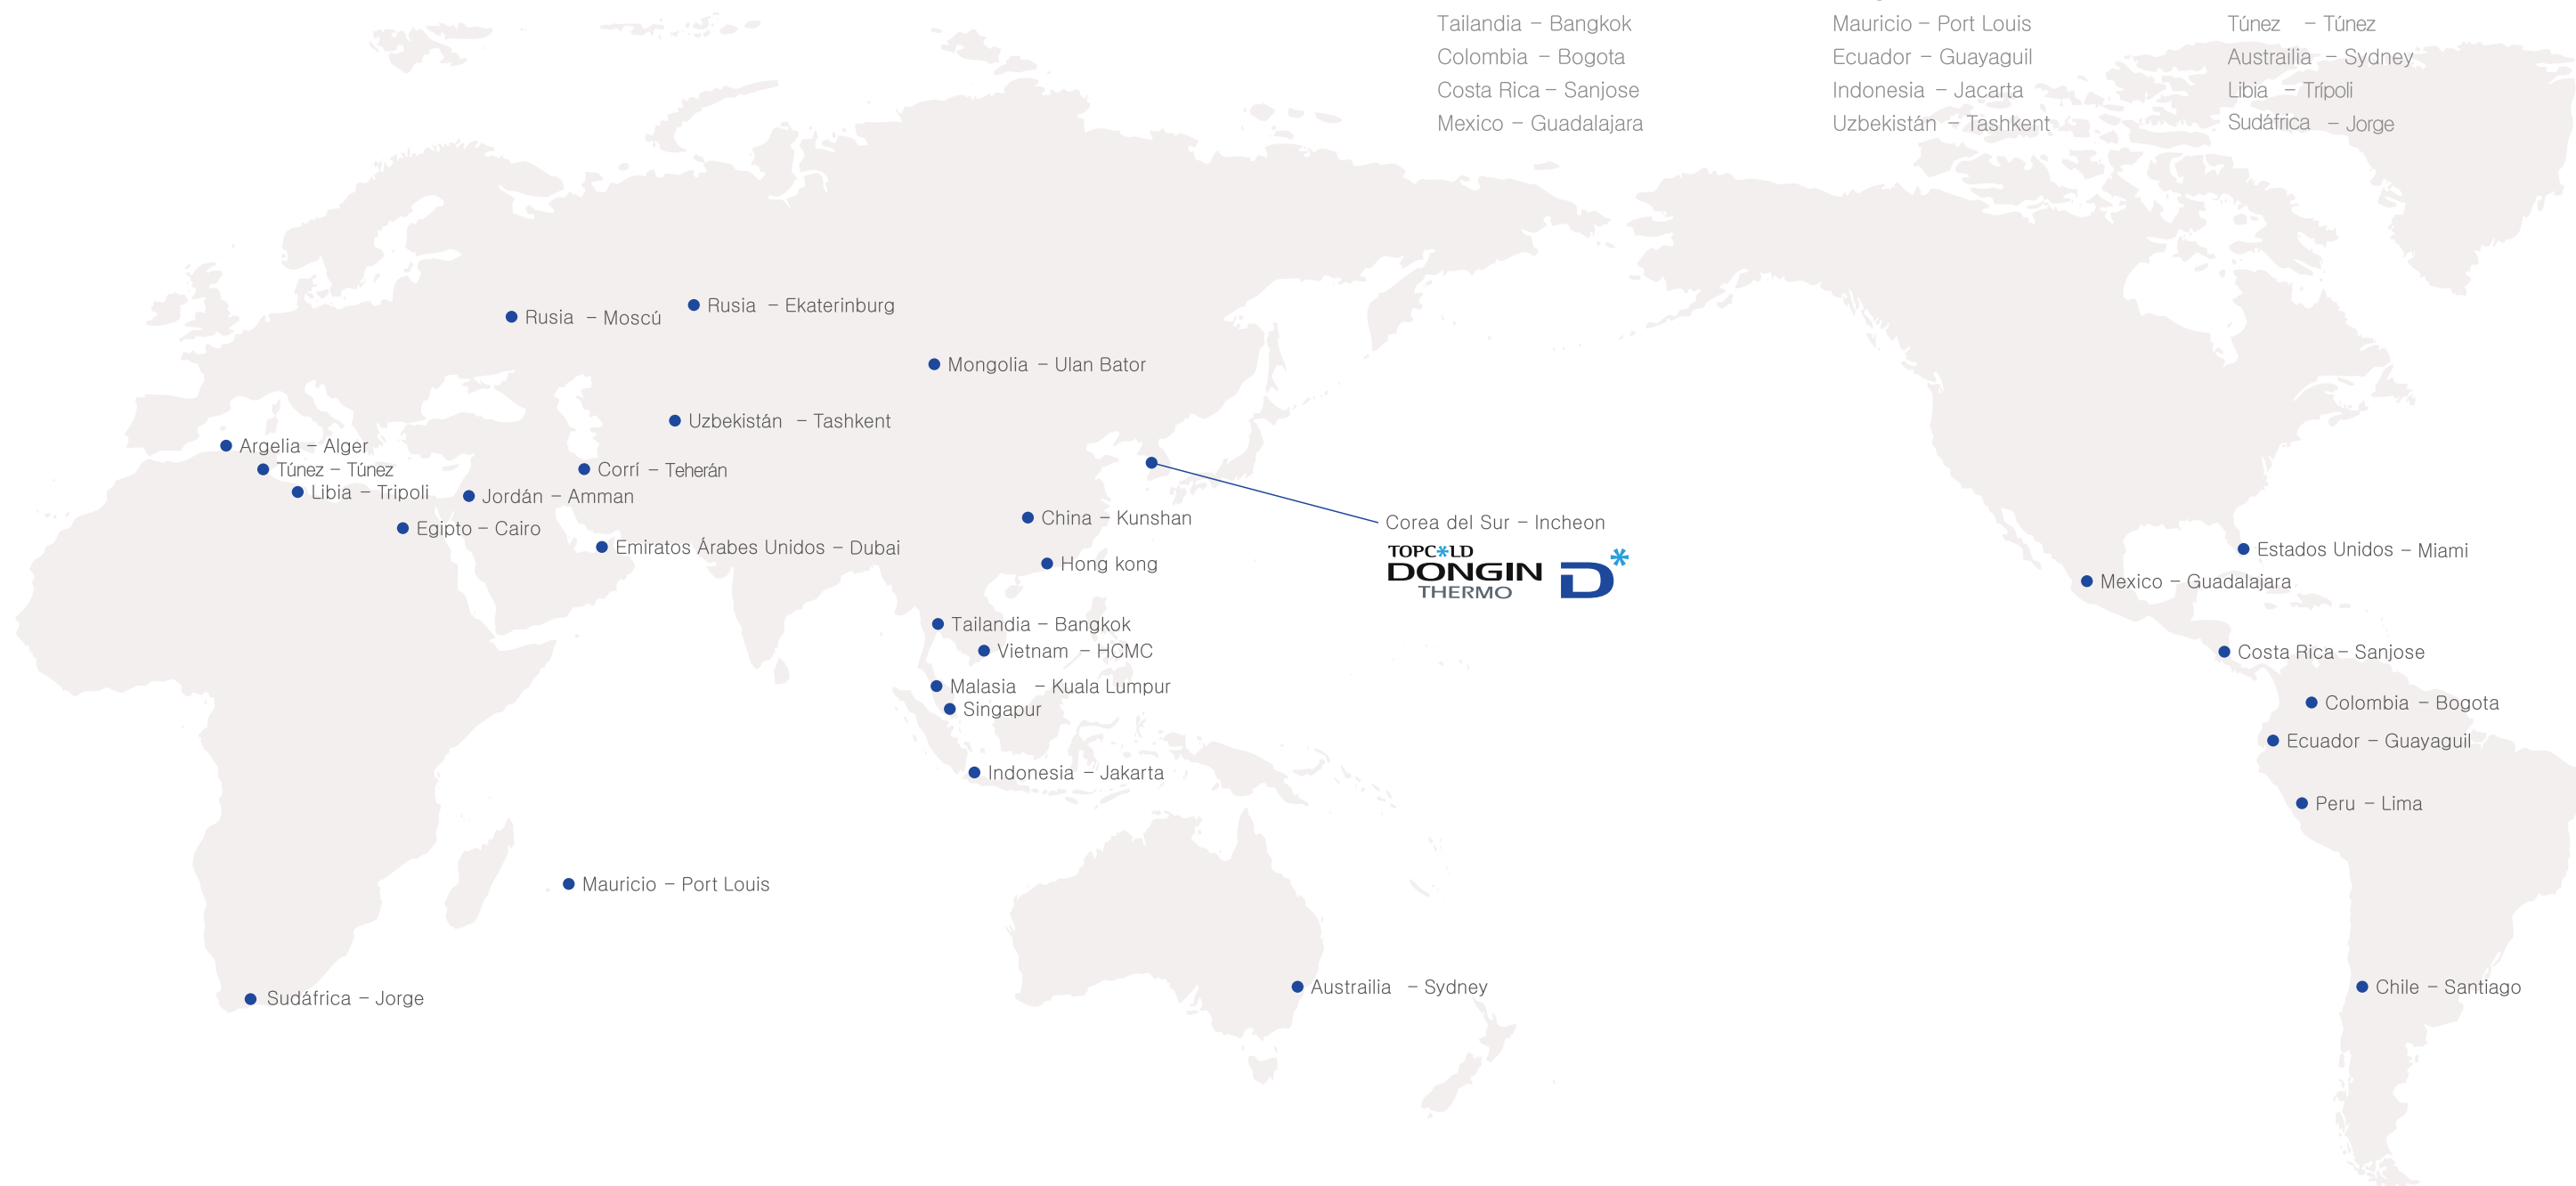 Tailandia - Bangkok
Colombia - Bogota
Costa Rica - Sanjose
Mexico - Guadalajara
Mauricio - Port Louis
Ecuador - Guayaguil
Indonesia - Jacarta
Uzbekistán - Tashkent
Túnez - Túnez
Austrailia - Sydney
Libia - Trípoli
Sudáfrica - Jorge
Rusia - Ekaterinburg
Rusia - Moscú
Mongolia - Ulan Bator
Uzbekistán - Tashkent
Argelia - Alger
Túnez - Túnez
Corrí - Teherán
Libia - Tripoli
Jordán - Amman
Egipto - Cairo
China - Kunshan
Corea del Sur - Incheon
TOPC*LD
DONGIN D*
THERMO
Emiratos Árabes Unidos - Dubai
Hong kong
Estados Unidos - Miami
Mexico - Guadalajara
Tailandia - Bangkok
Vietnam - HCMC
Costa Rica - Sanjose
Malasia - Kuala Lumpur
Singapur
Colombia - Bogota
Ecuador - Guayaguil
Indonesia - Jakarta
Peru - Lima
Mauricio - Port Louis
Sudáfrica - Jorge
Austrailia - Sydney
Chile - Santiago